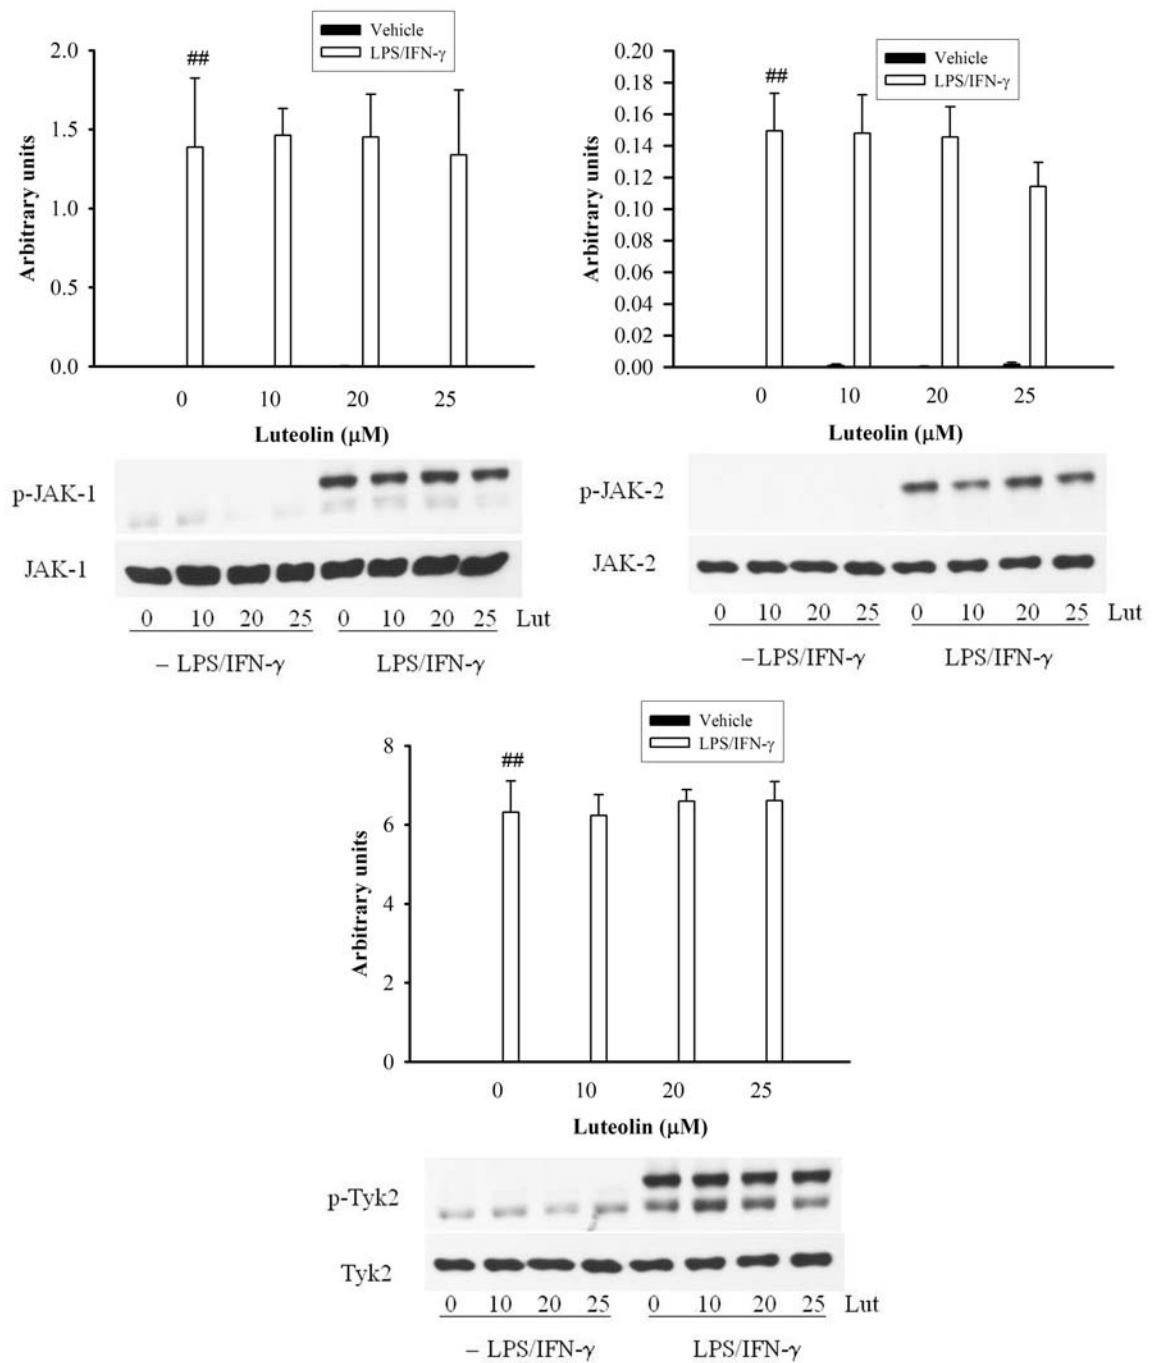 Vehicle
LPS/IFN-γ
2.0
1.5
1.0
0.5
0.0
##
Arbitrary units
0 10 20 25
Luteolin (μM)
p-JAK-1
JAK-1
0 10 20 25 0 10 20 25 Lut
– LPS/IFN-γ LPS/IFN-γ
Vehicle
LPS/IFN-γ
0.20
0.18
0.16
0.14
0.12
0.10
0.08
0.06
0.04
0.02
0.00
##
Arbitrary units
0 10 20 25
Luteolin (μM)
p-JAK-2
JAK-2
0 10 20 25 0 10 20 25 Lut
–LPS/IFN-γ LPS/IFN-γ
Vehicle
LPS/IFN-γ
8
6
4
2
0
##
Arbitrary units
0 10 20 25
Luteolin (μM)
p-Tyk2
Tyk2
0 10 20 25 0 10 20 25 Lut
– LPS/IFN-γ LPS/IFN-γ